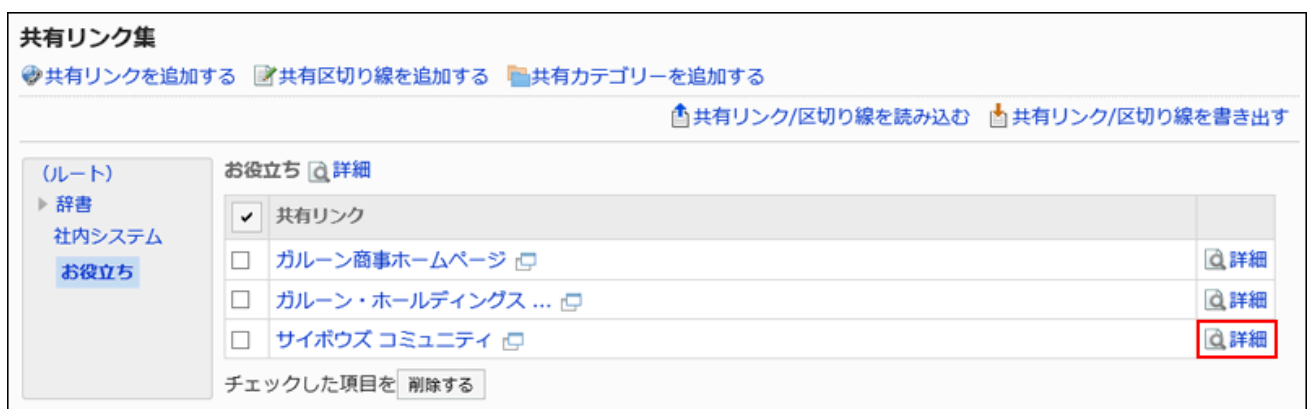 共有リンク集
共有リンクを追加する 共有区切り線を追加する 共有カテゴリーを追加する
共有リンク/区切り線を読み込む 共有リンク/区切り線を書き出す
(ルート)
辞書
社内システム
お役立ち
お役立ち 詳細
共有リンク
ガルーン商事ホームページ 詳細
ガルーン・ホールディングス ... 詳細
サイボウズ コミュニティ 詳細
チェックした項目を 削除する